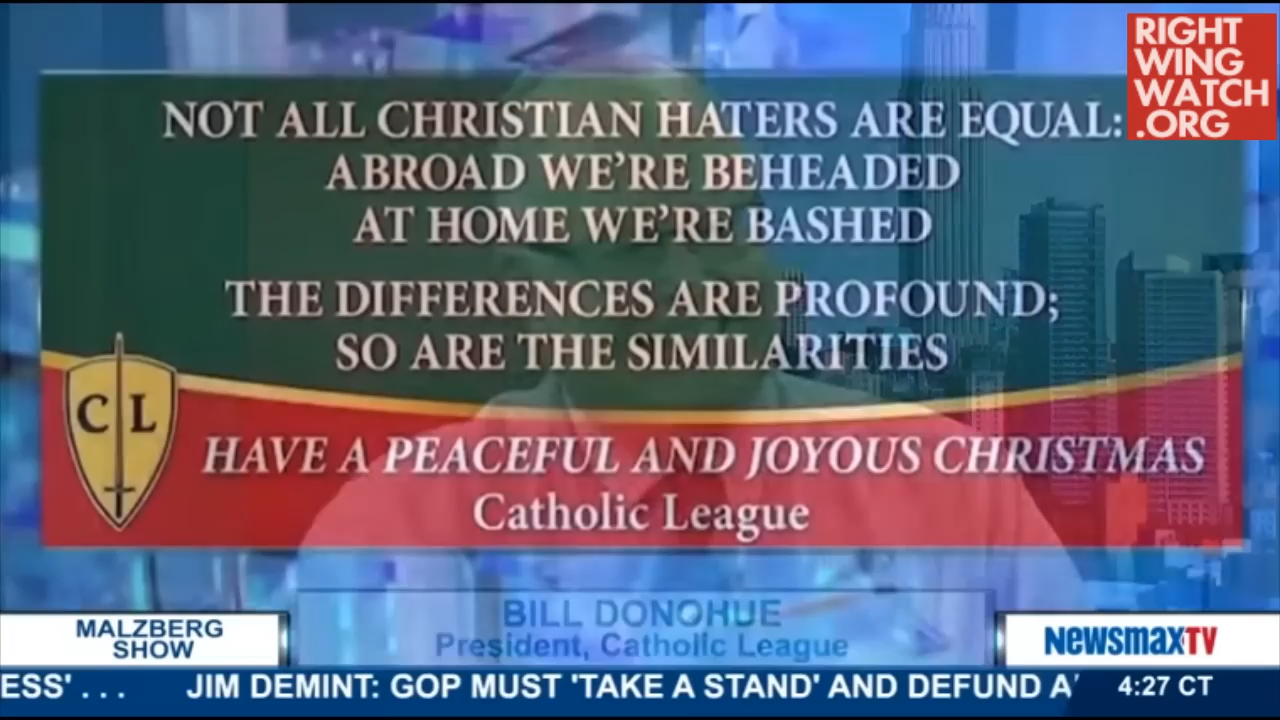 RIGHT
WING
WATCH
.ORG
NOT ALL CHRISTIAN HATERS ARE EQUAL:
ABROAD WE'RE BEHEADED
AT HOME WE'RE BASHED
THE DIFFERENCES ARE PROFOUND;
SO ARE THE SIMILARITIES
C L
HAVE A PEACEFUL AND JOYOUS CHRISTMAS
Catholic League
BILL DONOHUE
President, Catholic League
MALZBERG
SHOW
NEWSMAXTV
ESS' . . . JIM DEMINT: GOP MUST 'TAKE A STAND' AND DEFUND
4:27 CT